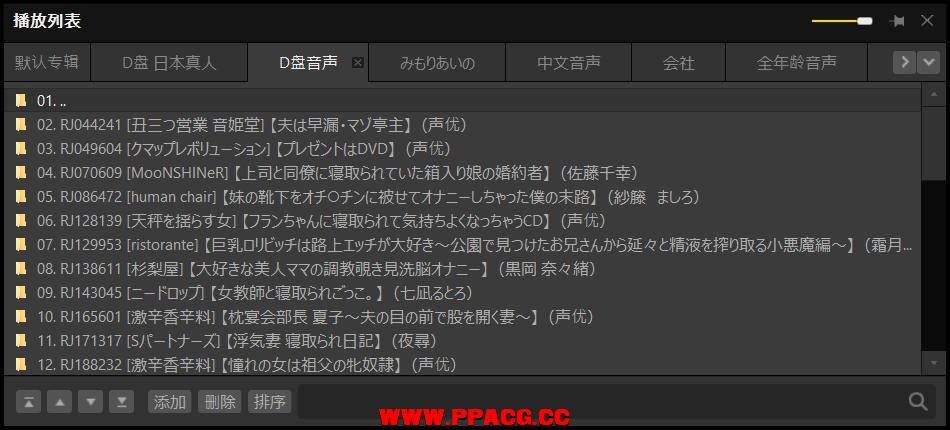 播放列表
默认专辑
D盘 日本真人
D盘音声
みもりあいの
中文音声
会社
全年龄音声
01. ..
02. RJ044241 [丑三つ営業 音姫堂] 【夫は早漏・マゾ亭主】 (声优)
03. RJ049604 [クマップレボリューション] 【プレゼントはDVD】 (声优)
04. RJ070609 [MooNSHINeR] 【上司と同僚に寝取られていた箱入り娘の婚約者】 (佐藤千幸)
05. RJ086472 [human chair] 【妹の靴下をオチ〇チンに被せてオナニーしちゃった僕の末路】 (紗藤　ましろ)
06. RJ128139 [天秤を揺らす女] 【フランちゃんに寝取られて気持ちよくなっちゃうCD】 (声优)
07. RJ129953 [ristorante] 【巨乳ロリビッチは路上エッチが大好き～公園で見つけたお兄さんから延々と精液を搾り取る小悪魔編～】 (霜月...
08. RJ138611 [杉梨屋] 【大好きな美人ママの調教覗き見洗脳オナニー】 (黒岡 奈々緒)
09. RJ143045 [ニードロップ] 【女教師と寝取られごっこ。】 (七凪るとろ)
10. RJ165601 [激辛香辛料] 【枕宴会部長 夏子～夫の目の前で股を開く妻～】 (声优)
11. RJ171317 [Sパートナーズ] 【浮気妻 寝取られ日記】 (夜尋)
12. RJ188232 [激辛香辛料] 【憧れの女は祖父の牝奴隷】 (声优)
添加 删除 排序
WWW.PPACG.CC